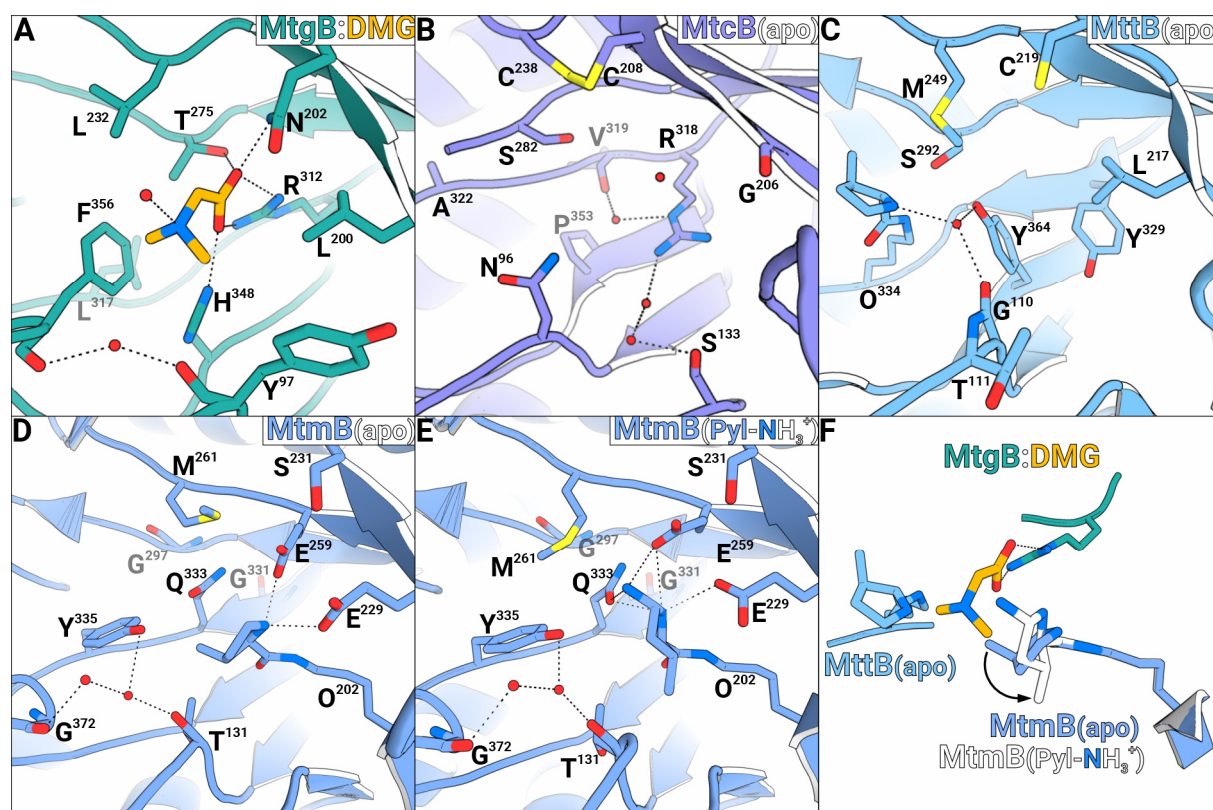 A
MtgB:DMG
L²³²
T²⁷⁵
N²⁰²
F³⁵⁶
R³¹²
L²⁰⁰
L³¹⁷
H³⁴⁸
Y⁹⁷
B
MtcB(apo)
C²³⁸
C²⁰⁸
V³¹⁹
R³¹⁸
S²⁸²
G²⁰⁶
A³²²
P³⁵³
N⁹⁶
S¹³³
C
MttB(apo
C²¹⁹
M²⁴⁹
S²⁹²
L²¹⁷
Y³⁶⁴
Y³²⁹
O³³⁴
G¹¹⁰
T¹¹¹
D
MtmB(apo)
M²⁶¹
S²³¹
G²⁹⁷
E²⁵⁹
Q³³³
G³³¹
Y³³⁵
E²²⁹
O²⁰²
G³⁷²
T¹³¹
E
MtmB(Pyl-NH₃⁺)
S²³¹
M²⁶¹
G²⁹⁷
E²⁵⁹
Q³³³
G³³¹
Y³³⁵
E²²⁹
O²⁰²
G³⁷²
T¹³¹
F
MtgB:DMG
MttB(apo)
MtmB(apo)
MtmB(Pyl-NH₃⁺)